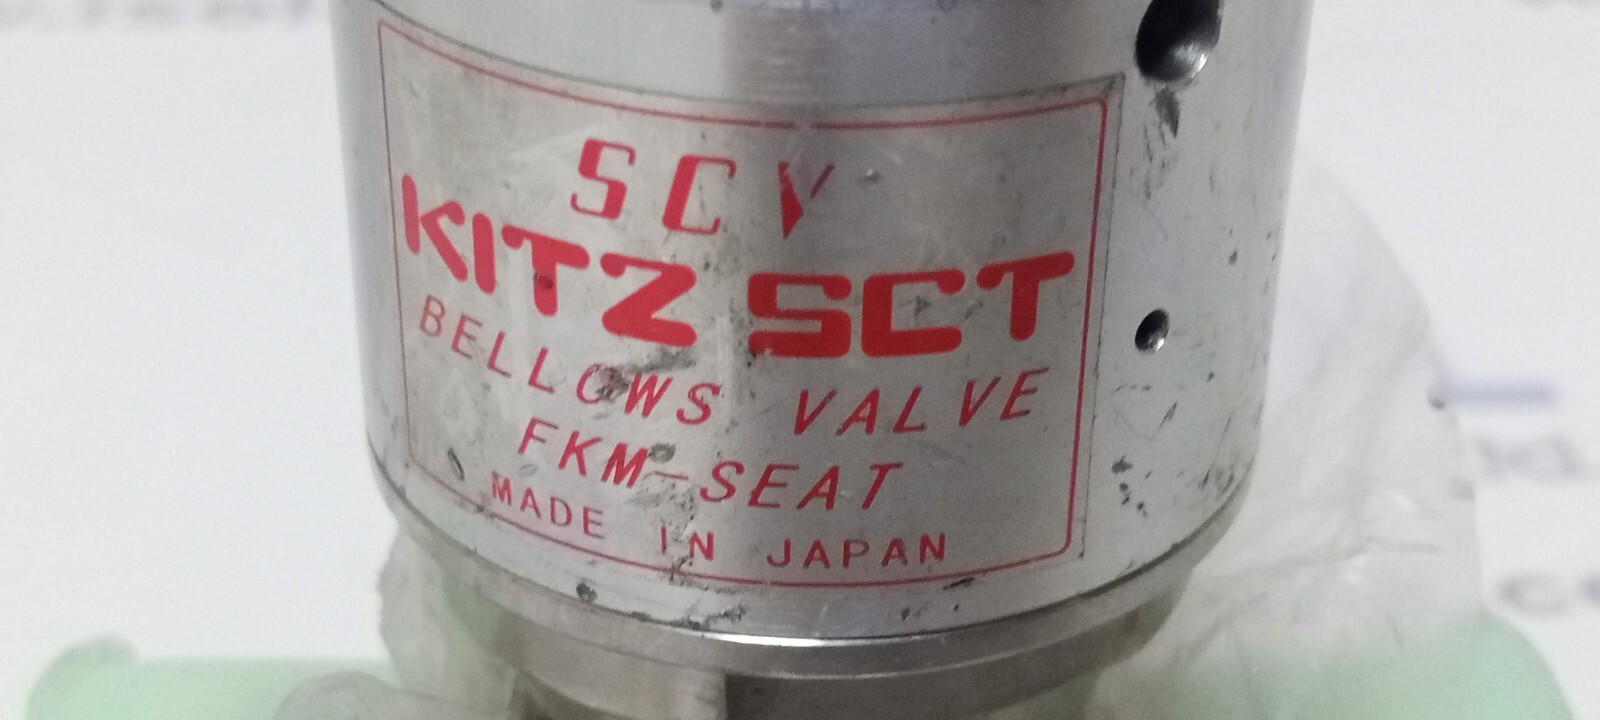 SCV
KITZ SCT
BELLOWS VALVE
FKM-SEAT
MADE IN JAPAN